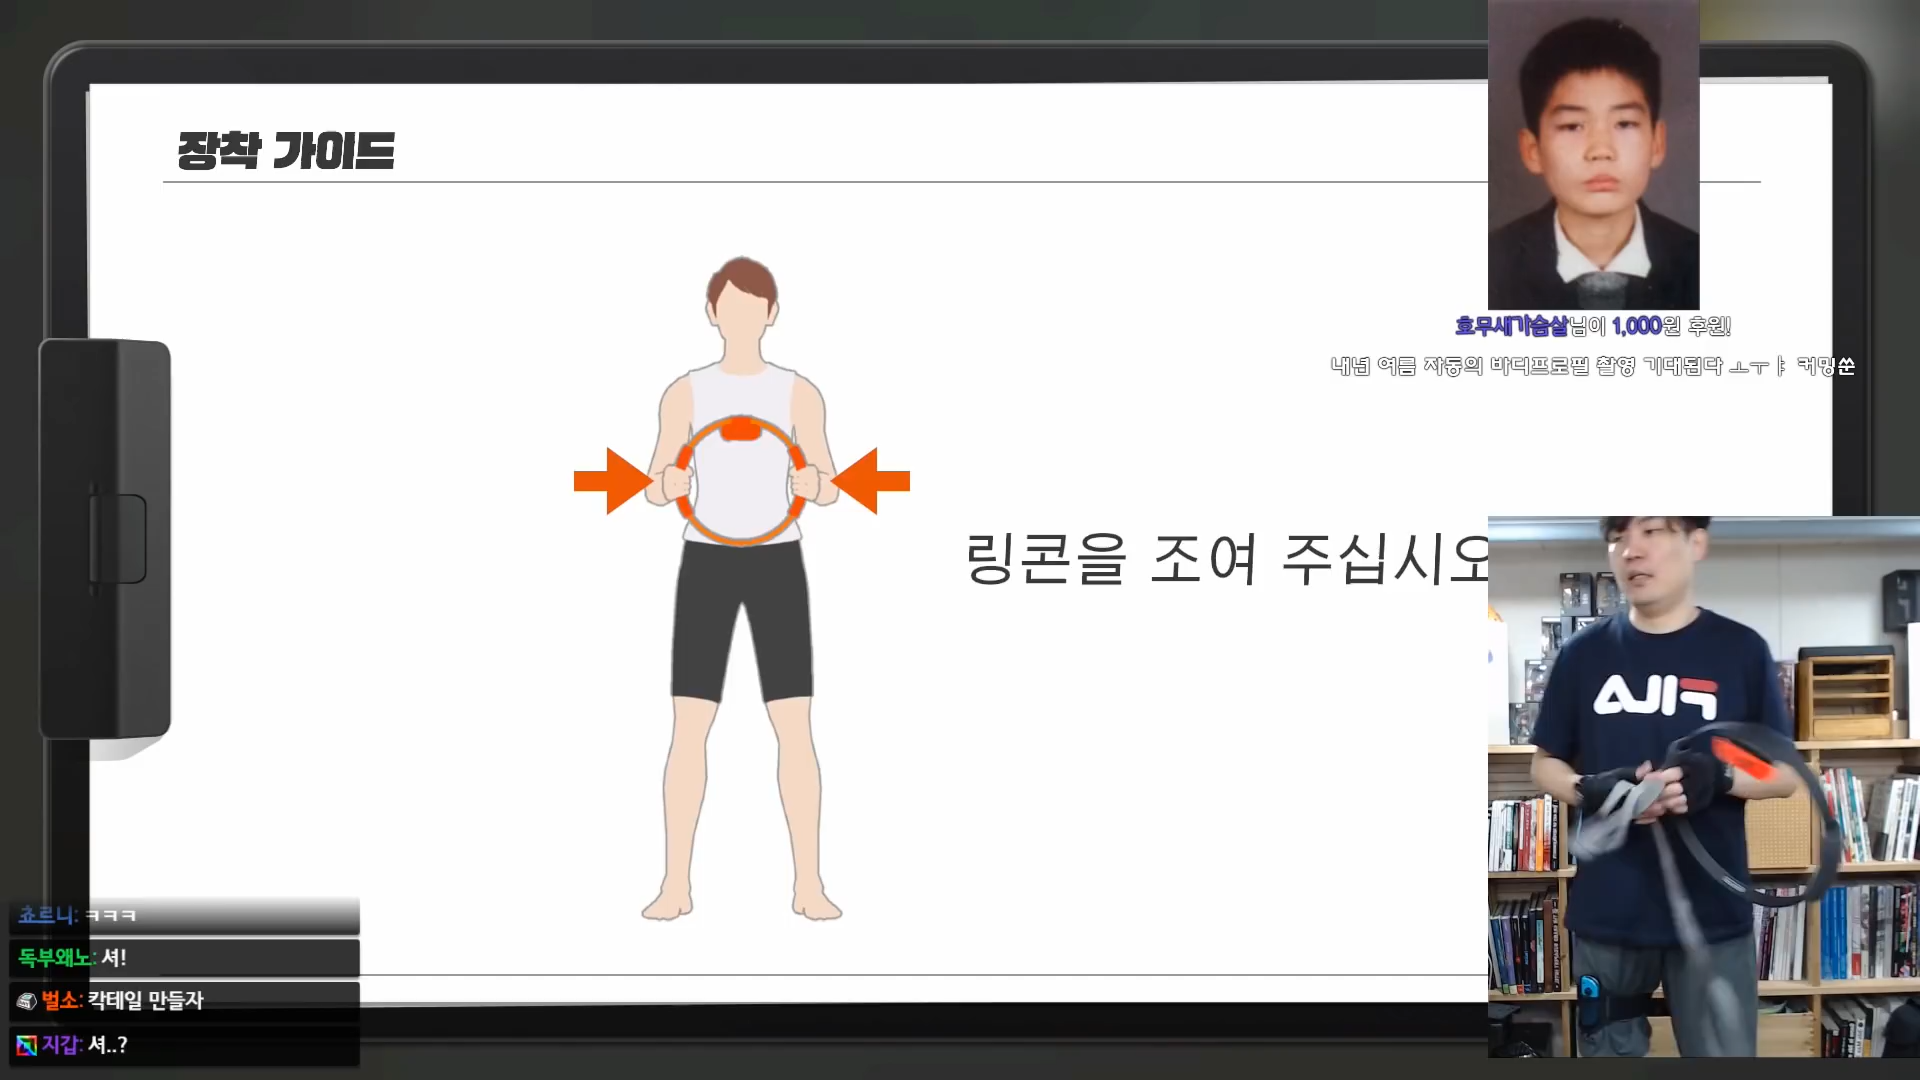 장착 가이드
호무새가슴살님이 1,000원 후원!
내년 여름 자동의 바디프로필 촬영 기대된다 ㅗㅜㅑ 커밍쑨
링콘을 조여 주십시오
FILA
쵸르니: ㅋㅋㅋ
독부왜노: 셔!
벌소: 칵테일 만들자
지갑: 셔..?